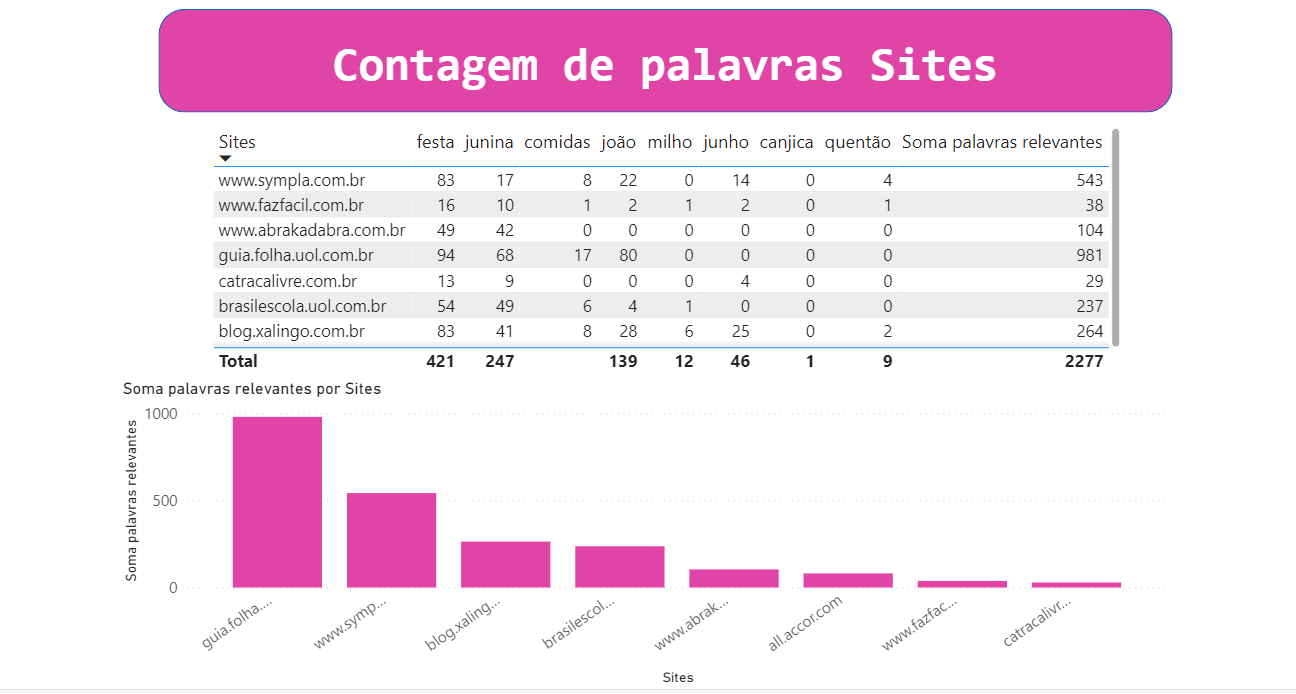 Contagem de palavras Sites
Sites festa junina comidas joão milho junho canjica quentão Soma palavras relevantes
www.sympla.com.br 83 17 8 22 0 14 0 4 543
www.fazfacil.com.br 16 10 1 2 1 2 0 1 38
www.abrakadabra.com.br 49 42 0 0 0 0 0 0 104
guia.folha.uol.com.br 94 68 17 80 0 0 0 0 981
catracalivre.com.br 13 9 0 0 0 4 0 0 29
brasilescola.uol.com.br 54 49 6 4 1 0 0 0 237
blog.xalingo.com.br 83 41 8 28 6 25 0 2 264
Total 421 247 139 12 46 1 9 2277
Soma palavras relevantes por Sites
Soma palavras relevantes
1000
500
0
guia.folha.... www.symp... blog.xaling... brasilescol... www.abrak... all.accor.com www.fazfac... catracalivr...
Sites